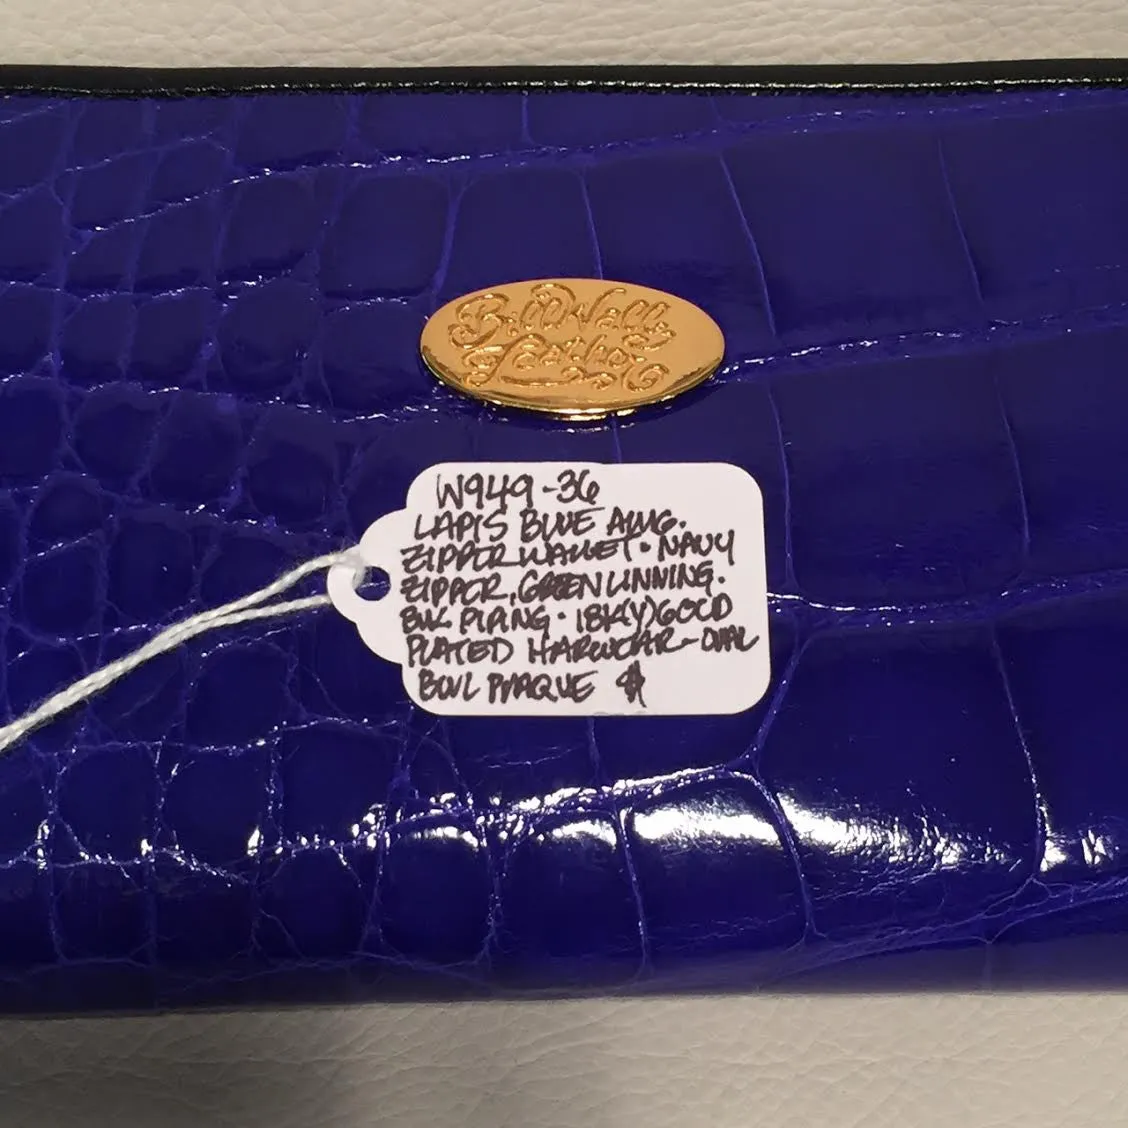 Bill Wall
Leather
W949-36
LAPIS BLUE ALLIG.
ZIPPER WALLET • NAVY
ZIPPER, GREEN LINNING.
BLK PIPING • 18K(Y)GOLD
PLATED HARDWEAR - OVAL
BWL PLAQUE